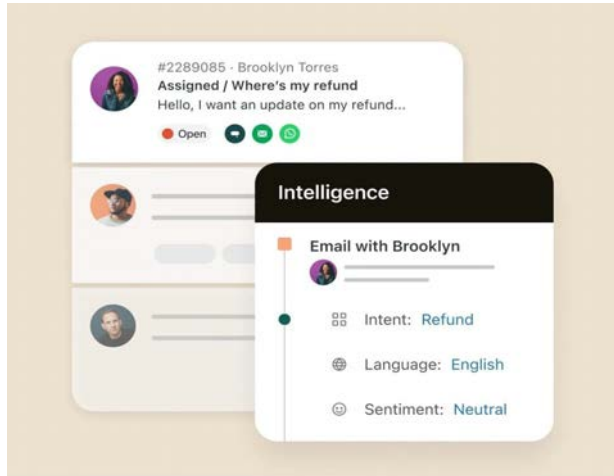 #2289085 - Brooklyn Torres
Assigned / Where's my refund
Hello, I want an update on my refund...
Open
Intelligence
Email with Brooklyn
Intent: Refund
Language: English
Sentiment: Neutral